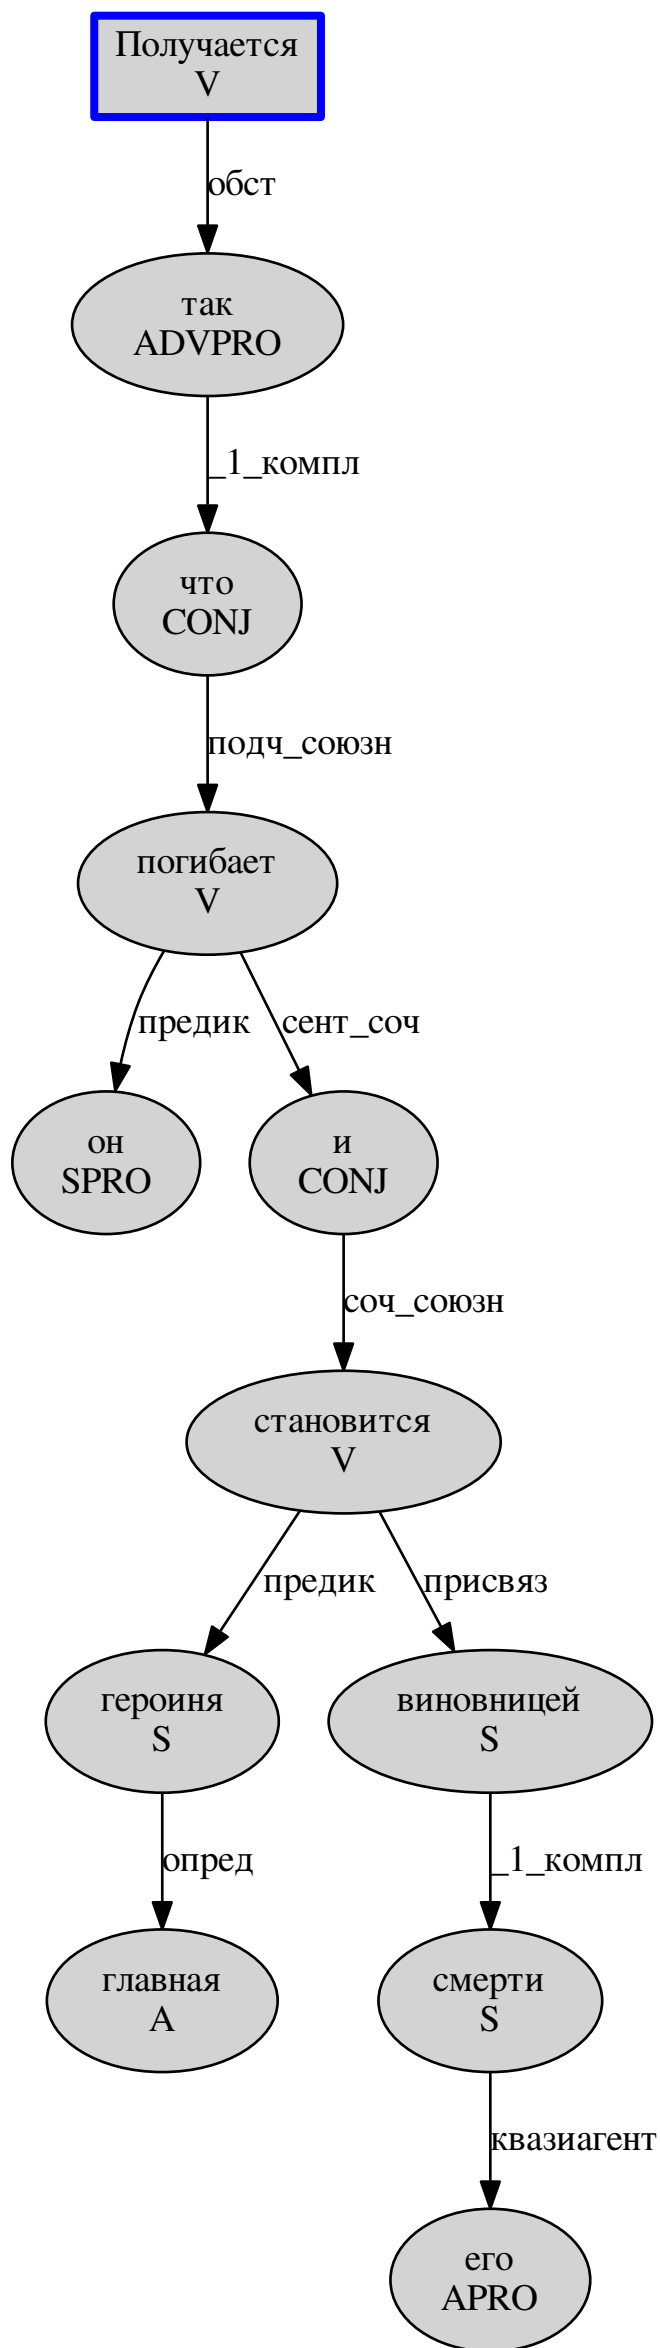 Получается
V
обст
так
ADVPRO
_1_компл
что
CONJ
подч_союзн
погибает
V
предик
сент_соч
он
SPRO
и
CONJ
соч_союзн
становится
V
предик
присвяз
героиня
S
виновницей
S
опред
_1_компл
главная
A
смерти
S
квазиагент
его
APRO